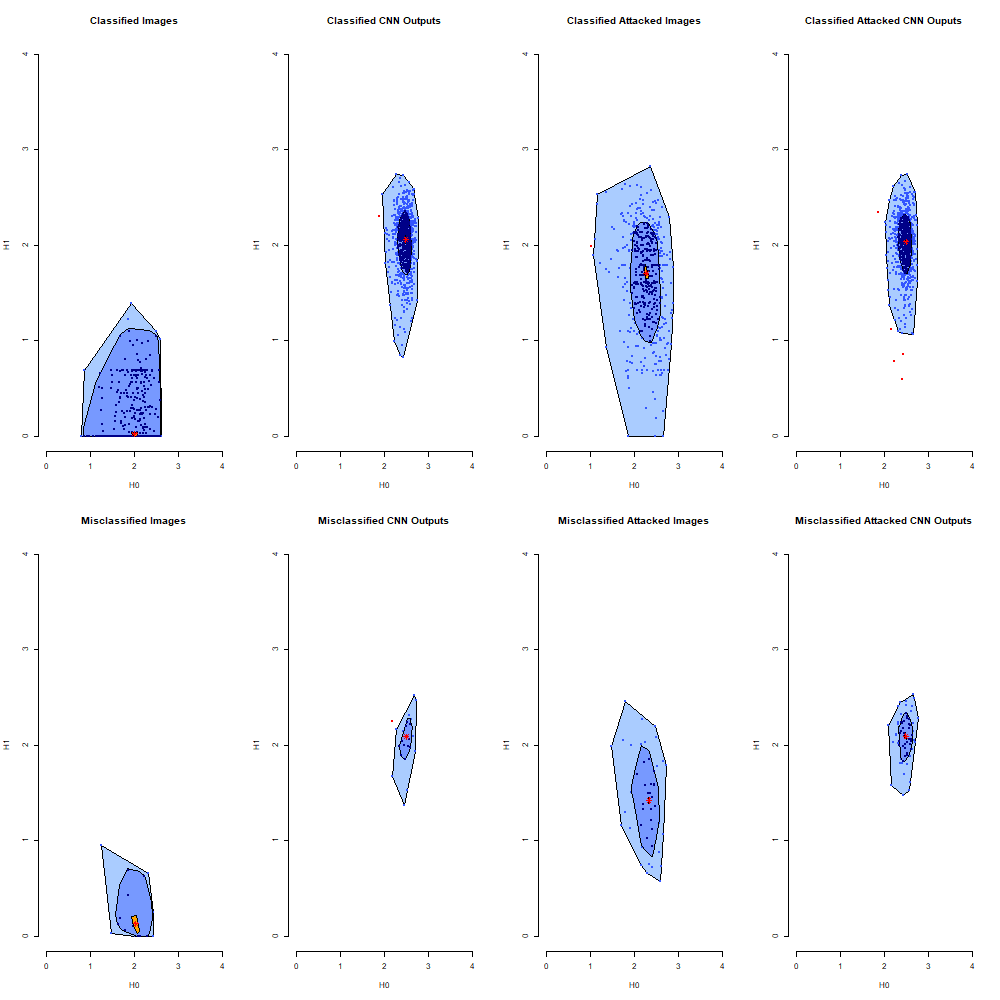 Classified Images
Classified CNN Outputs
Classified Attacked Images
Classified Attacked CNN Ouputs
H1
0 1 2 3 4
0 1 2 3 4
H0
H1
0 1 2 3 4
0 1 2 3 4
H0
H1
0 1 2 3 4
0 1 2 3 4
H0
H1
0 1 2 3 4
0 1 2 3 4
H0
Misclassified Images
Misclassified CNN Outputs
Misclassified Attacked Images
Misclassified Attacked CNN Outputs
H1
0 1 2 3 4
0 1 2 3 4
H0
H1
0 1 2 3 4
0 1 2 3 4
H0
H1
0 1 2 3 4
0 1 2 3 4
H0
H1
0 1 2 3 4
0 1 2 3 4
H0